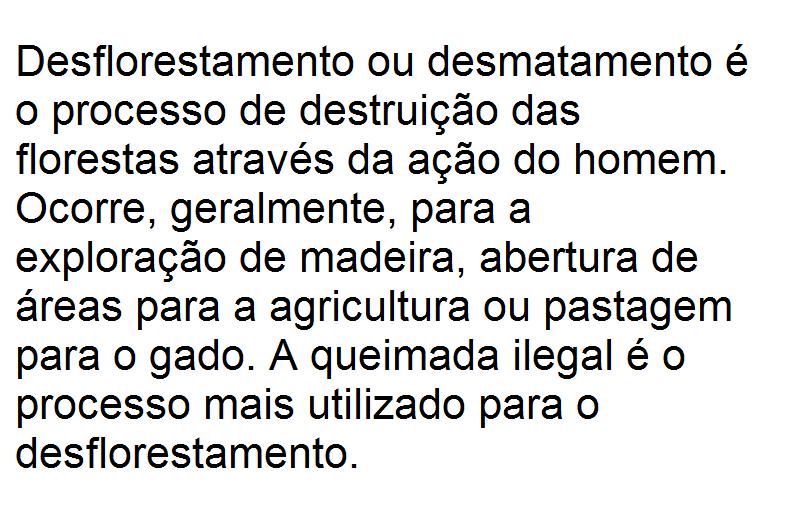 Desflorestamento ou desmatamento é
o processo de destruição das
florestas através da ação do homem.
Ocorre, geralmente, para a
exploração de madeira, abertura de
áreas para a agricultura ou pastagem
para o gado. A queimada ilegal é o
processo mais utilizado para o
desflorestamento.